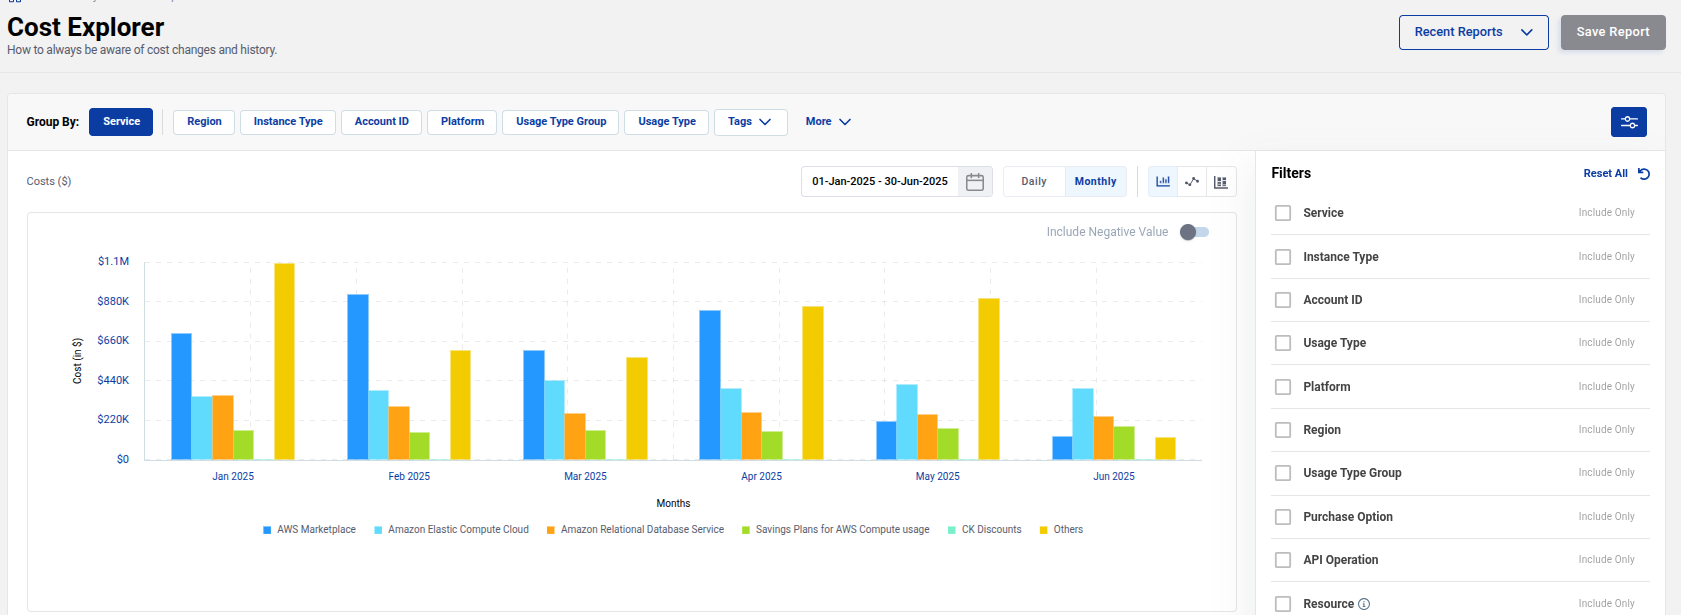 Cost Explorer
How to always be aware of cost changes and history.
Recent Reports
Save Report
Group By: Service Region Instance Type Account ID Platform Usage Type Group Usage Type Tags More
Costs ($)
01-Jan-2025 - 30-Jun-2025
Daily Monthly
Include Negative Value
Cost (in $)
$1.1M
$880K
$660K
$440K
$220K
$0
Jan 2025 Feb 2025 Mar 2025 Apr 2025 May 2025 Jun 2025
Months
AWS Marketplace Amazon Elastic Compute Cloud Amazon Relational Database Service Savings Plans for AWS Compute usage CK Discounts Others
Filters Reset All
Service Include Only
Instance Type Include Only
Account ID Include Only
Usage Type Include Only
Platform Include Only
Region Include Only
Usage Type Group Include Only
Purchase Option Include Only
API Operation Include Only
Resource Include Only